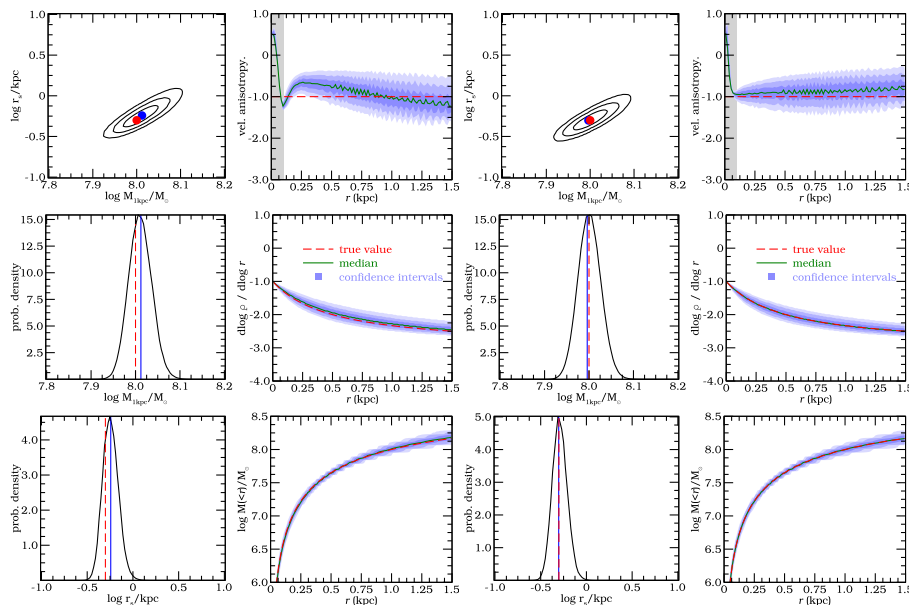 1.0
0.5
0
-0.5
-1.0
log r_s/kpc
7.8 7.9 8.0 8.1 8.2
log M_1kpc/M_☉
1.0
0
-1.0
-2.0
-3.0
vel. anisotropy.
0 0.25 0.5 0.75 1.0 1.25 1.5
r (kpc)
1.0
0.5
0
-0.5
-1.0
log r_s/kpc
7.8 7.9 8.0 8.1 8.2
log M_1kpc/M_☉
1.0
0
-1.0
-2.0
-3.0
vel. anisotropy.
0 0.25 0.5 0.75 1.0 1.25 1.5
r (kpc)
15.0
12.5
10.0
7.5
5.0
2.5
prob. density
7.8 7.9 8.0 8.1 8.2
log M_1kpc/M_☉
1.0
0
-1.0
-2.0
-3.0
-4.0
dlog ρ / dlog r
true value
median
confidence intervals
0 0.25 0.5 0.75 1.0 1.25 1.5
r (kpc)
15.0
12.5
10.0
7.5
5.0
2.5
prob. density
7.8 7.9 8.0 8.1 8.2
log M_1kpc/M_☉
1.0
0
-1.0
-2.0
-3.0
-4.0
dlog ρ / dlog r
true value
median
confidence intervals
0 0.25 0.5 0.75 1.0 1.25 1.5
r (kpc)
4.0
3.0
2.0
1.0
prob. density
-1.0 -0.5 0 0.5 1.0
log r_s/kpc
8.5
8.0
7.5
7.0
6.5
6.0
log M(<r)/M_☉
0 0.25 0.5 0.75 1.0 1.25 1.5
r (kpc)
5.0
4.0
3.0
2.0
1.0
prob. density
-1.0 -0.5 0 0.5 1.0
log r_s/kpc
8.5
8.0
7.5
7.0
6.5
6.0
log M(<r)/M_☉
0 0.25 0.5 0.75 1.0 1.25 1.5
r (kpc)